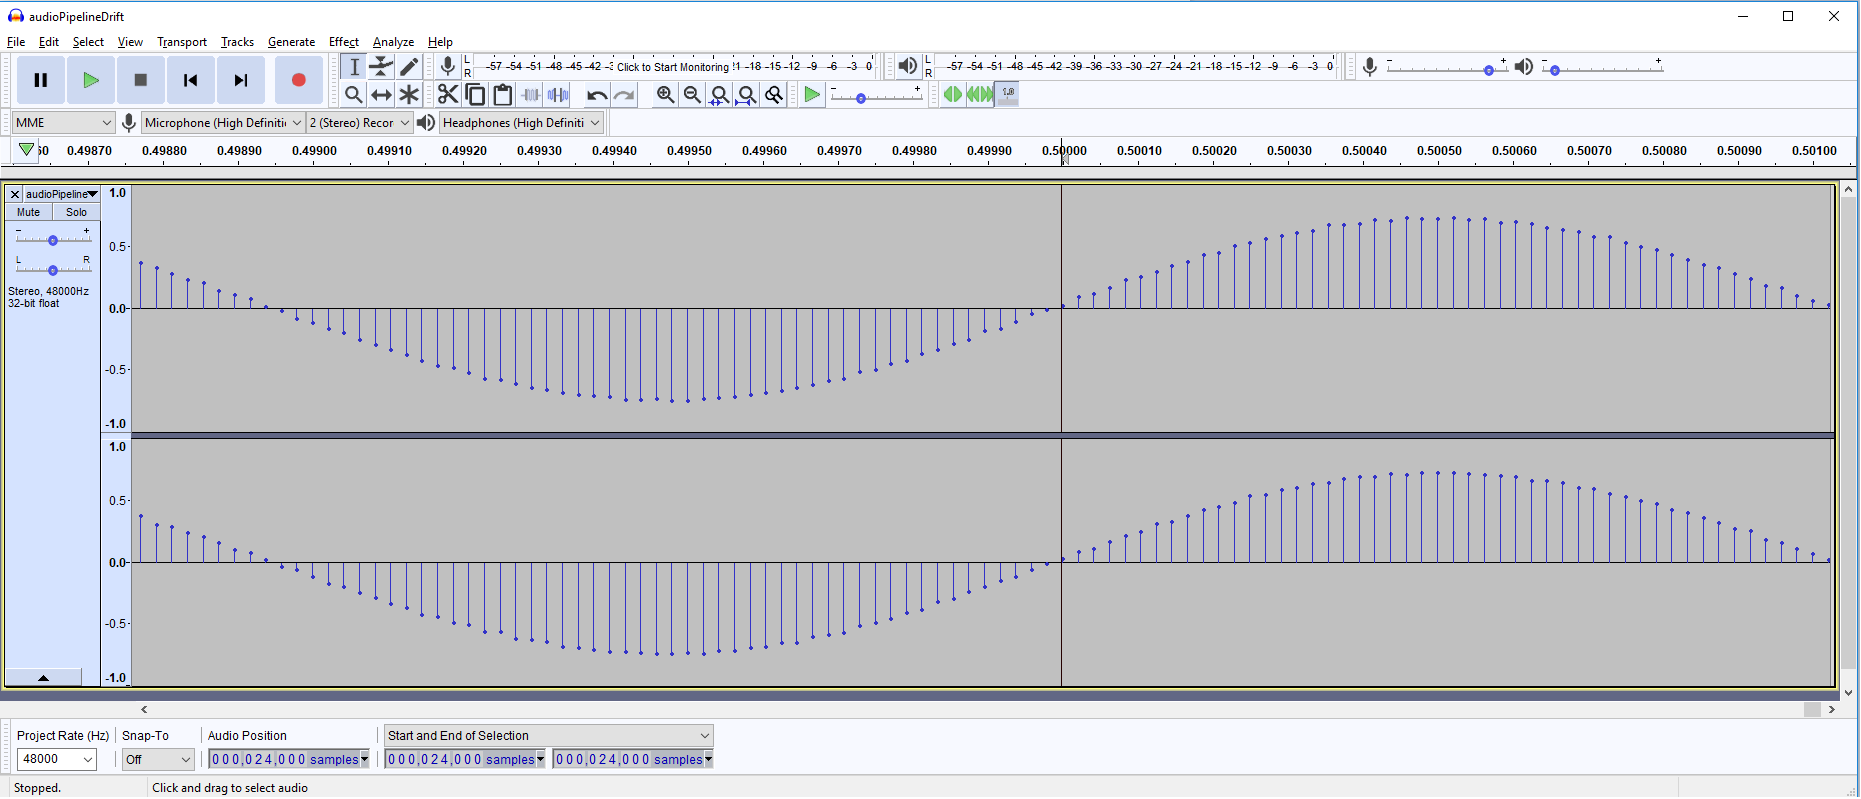 audioPipelineDrift
File Edit Select View Transport Tracks Generate Effect Analyze Help
L -57 -54 -51 -48 -45 -42 -3 Click to Start Monitoring !1 -18 -15 -12 -9 -6 -3 0 L -57 -54 -51 -48 -45 -42 -39 -36 -33 -30 -27 -24 -21 -18 -15 -12 -9 -6 -3 0 - + - +
R R
- + 1,0
MME Microphone (High Definiti 2 (Stereo) Recor Headphones (High Definiti
50 0.49870 0.49880 0.49890 0.49900 0.49910 0.49920 0.49930 0.49940 0.49950 0.49960 0.49970 0.49980 0.49990 0.50000 0.50010 0.50020 0.50030 0.50040 0.50050 0.50060 0.50070 0.50080 0.50090 0.50100
audioPipeline
Mute Solo
- +
L R
Stereo, 48000Hz
32-bit float
1.0
0.5-
0.0-
-0.5-
-1.0
1.0
0.5-
0.0-
-0.5-
-1.0
Project Rate (Hz) Snap-To Audio Position Start and End of Selection
48000 Off 000,024,000 samples 000,024,000 samples 000,024,000 samples
Stopped. Click and drag to select audio